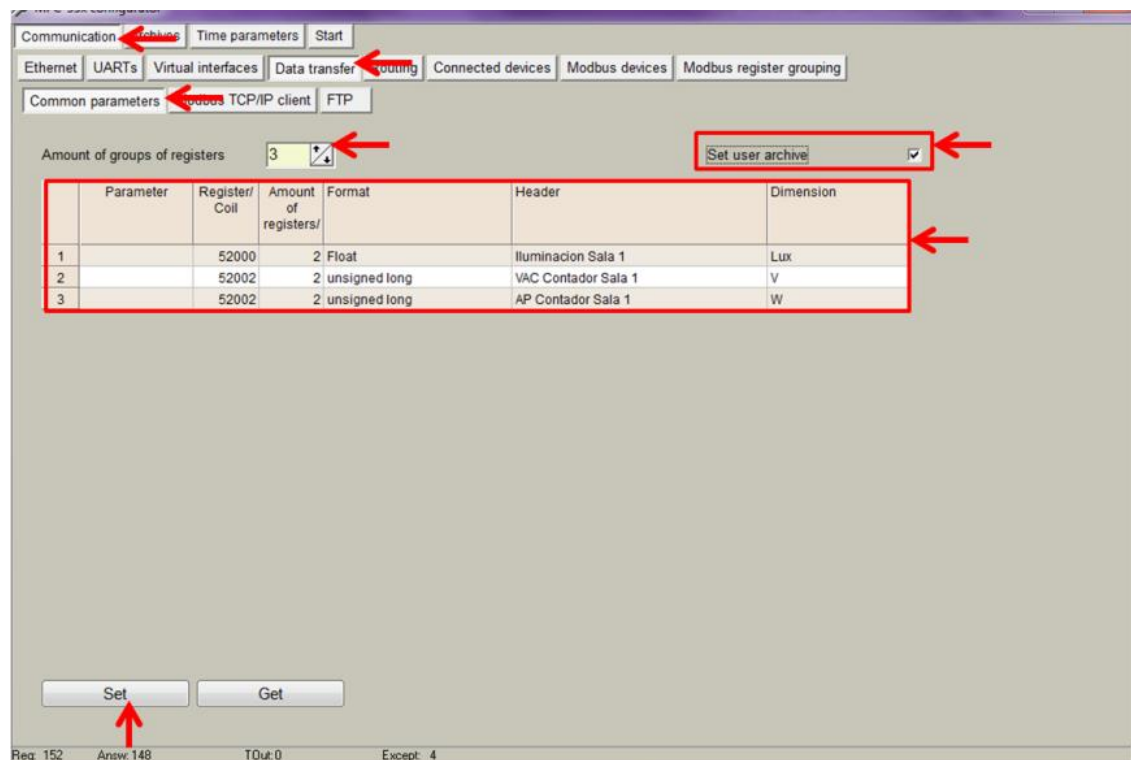 Communication Archives Time parameters Start
Ethernet UARTs Virtual interfaces Data transfer Routing Connected devices Modbus devices Modbus register grouping
Common parameters Modbus TCP/IP client FTP
Amount of groups of registers 3 Set user archive
Parameter Register/ Amount Format Header Dimension
Coil of
registers/
1 52000 2 Float Iluminacion Sala 1 Lux
2 52002 2 unsigned long VAC Contador Sala 1 V
3 52002 2 unsigned long AP Contador Sala 1 W
Set Get
Req: 152 Answ: 148 TOut: 0 Except: 4